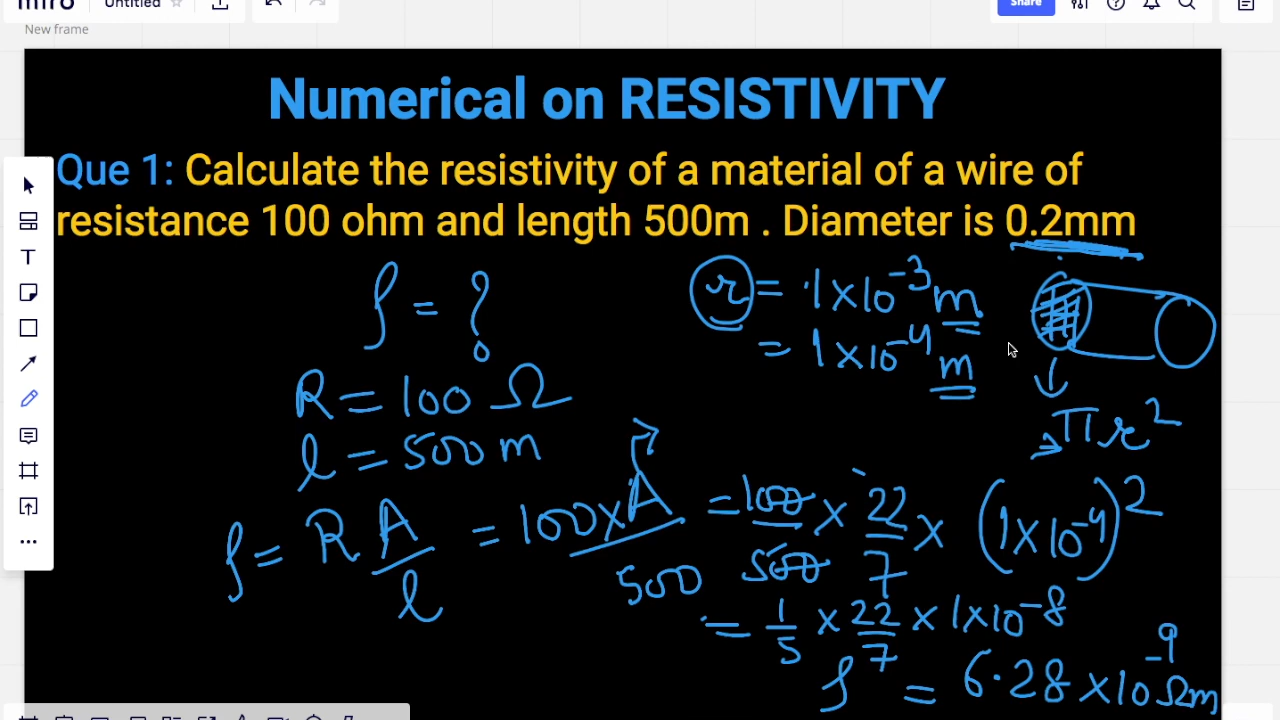 miro Untitled Share
New frame
Numerical on RESISTIVITY
Que 1: Calculate the resistivity of a material of a wire of
resistance 100 ohm and length 500m . Diameter is 0.2mm
ρ = ?
r = ·1×10⁻³ m
= 1×10⁻⁴ m
R = 100 Ω
l = 500 m
→ πr²
ρ = R A/l = 100×A/500 = 100/500 × 22/7 × (1×10⁻⁴)²
= 1/5 × 22/7 × 1×10⁻⁸
ρ = 6.28 ×10⁻⁹ Ωm
T